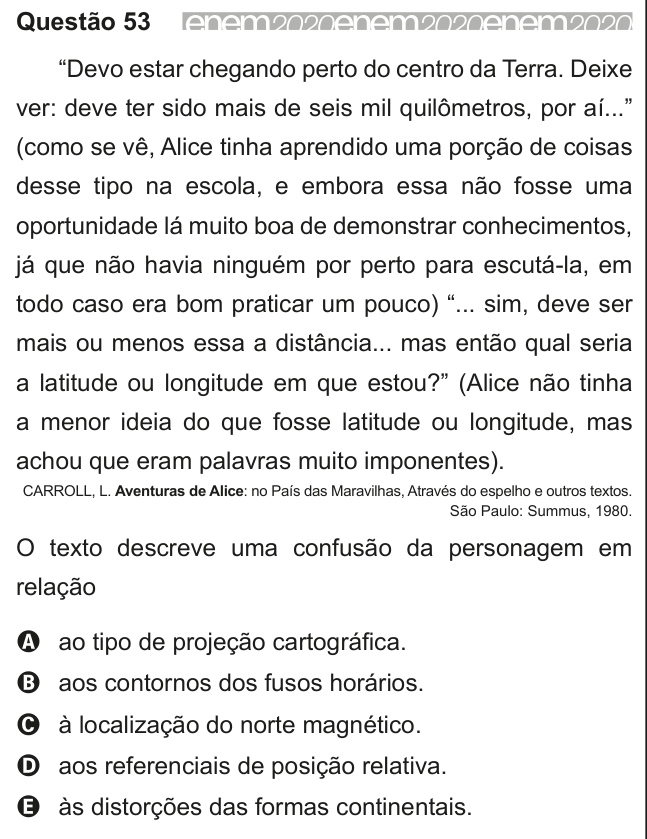 Questão 53 enem2020enem2020enem2020
“Devo estar chegando perto do centro da Terra. Deixe
ver: deve ter sido mais de seis mil quilômetros, por aí...”
(como se vê, Alice tinha aprendido uma porção de coisas
desse tipo na escola, e embora essa não fosse uma
oportunidade lá muito boa de demonstrar conhecimentos,
já que não havia ninguém por perto para escutá-la, em
todo caso era bom praticar um pouco) “... sim, deve ser
mais ou menos essa a distância... mas então qual seria
a latitude ou longitude em que estou?” (Alice não tinha
a menor ideia do que fosse latitude ou longitude, mas
achou que eram palavras muito imponentes).
CARROLL, L. Aventuras de Alice: no País das Maravilhas, Através do espelho e outros textos.
São Paulo: Summus, 1980.
O texto descreve uma confusão da personagem em
relação
A ao tipo de projeção cartográfica.
B aos contornos dos fusos horários.
C à localização do norte magnético.
D aos referenciais de posição relativa.
E às distorções das formas continentais.